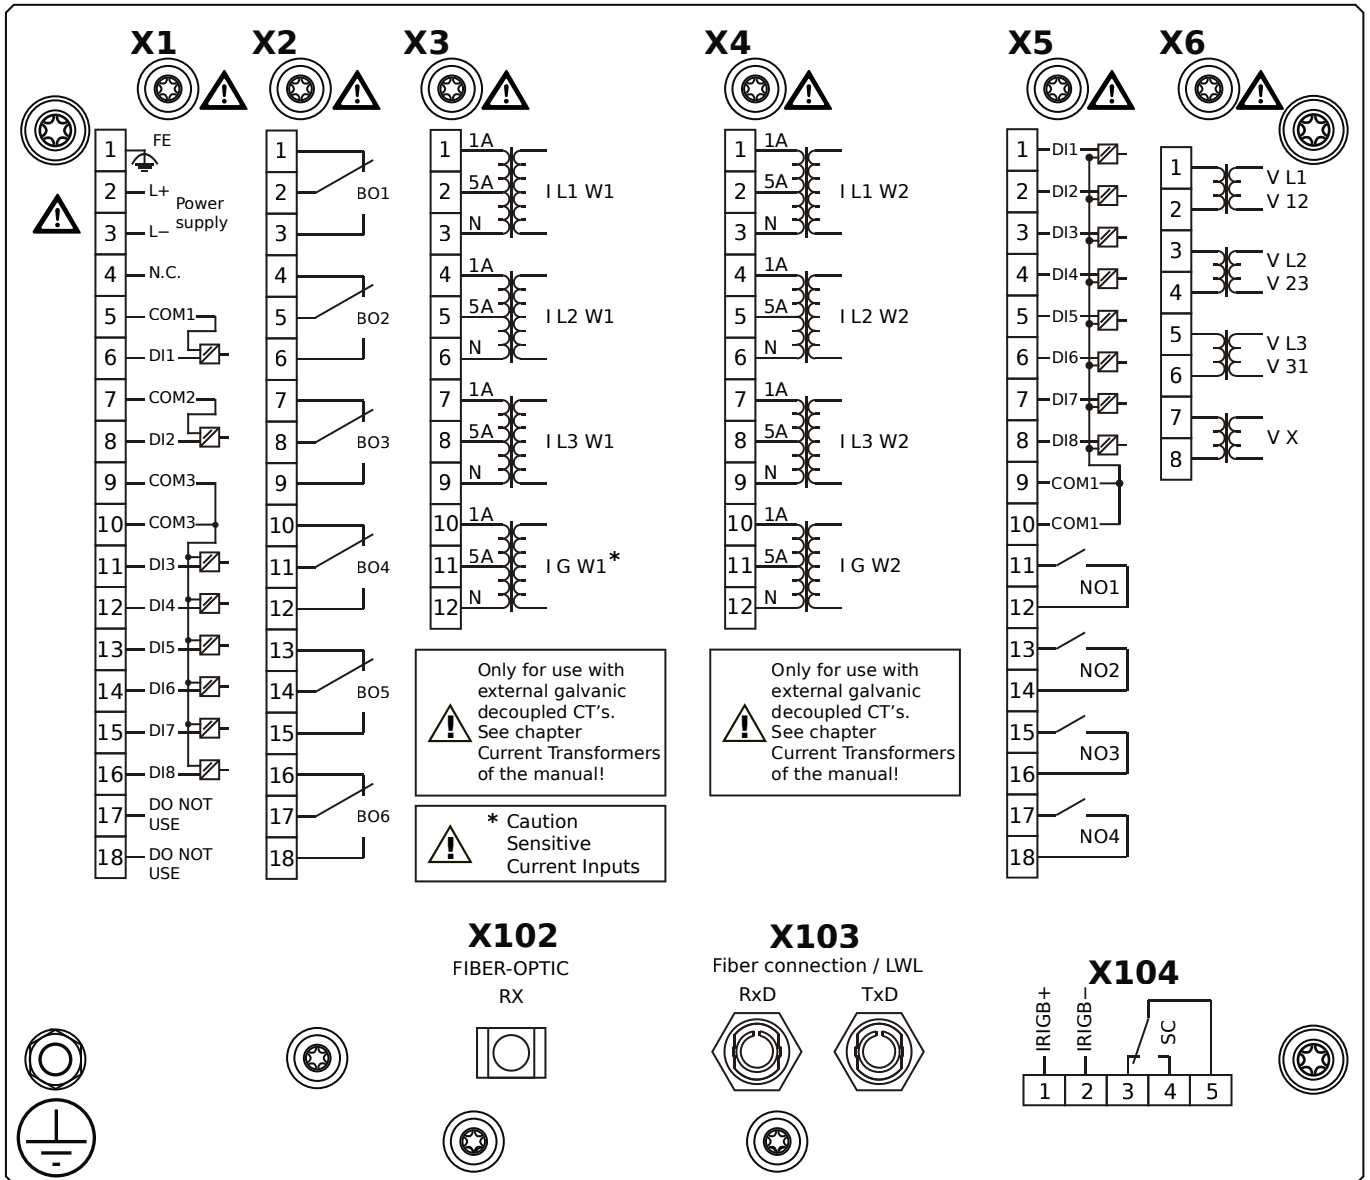 X1
1
FE
2
L+
Power
supply
3
L−
4
N.C.
5
COM1
6
DI1
7
COM2
8
DI2
9
COM3
10
COM3
11
DI3
12
DI4
13
DI5
14
DI6
15
DI7
16
DI8
17
DO NOT
USE
18
DO NOT
USE
X2
1
2
BO1
3
4
5
BO2
6
7
8
BO3
9
10
11
BO4
12
13
14
BO5
15
16
17
BO6
18
X3
1
1A
2
5A
I L1 W1
3
N
4
1A
5
5A
I L2 W1
6
N
7
1A
8
5A
I L3 W1
9
N
10
1A
11
5A
I G W1*
12
N
Only for use with
external galvanic
decoupled CT's.
See chapter
Current Transformers
of the manual!
* Caution
Sensitive
Current Inputs
X4
1
1A
2
5A
I L1 W2
3
N
4
1A
5
5A
I L2 W2
6
N
7
1A
8
5A
I L3 W2
9
N
10
1A
11
5A
I G W2
12
N
Only for use with
external galvanic
decoupled CT's.
See chapter
Current Transformers
of the manual!
X5
1
DI1
2
DI2
3
DI3
4
DI4
5
DI5
6
DI6
7
DI7
8
DI8
9
COM1
10
COM1
11
NO1
12
13
NO2
14
15
NO3
16
17
NO4
18
X6
1
V L1
2
V 12
3
V L2
4
V 23
5
V L3
6
V 31
7
V X
8
X102
FIBER-OPTIC
RX
X103
Fiber connection / LWL
RxD TxD
X104
IRIGB+
IRIGB−
SC
1 2 3 4 5